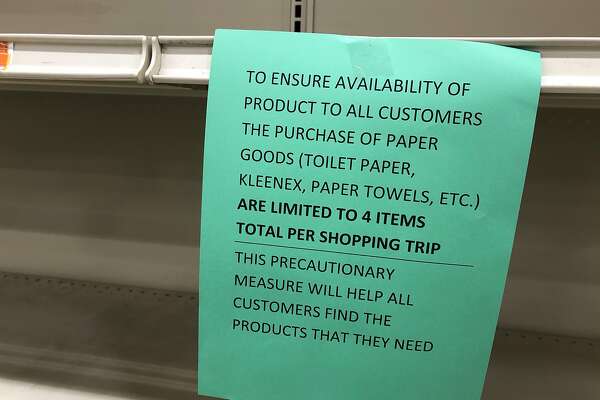 TO ENSURE AVAILABILITY OF
PRODUCT TO ALL CUSTOMERS
THE PURCHASE OF PAPER
GOODS (TOILET PAPER,
KLEENEX, PAPER TOWELS, ETC.)
ARE LIMITED TO 4 ITEMS
TOTAL PER SHOPPING TRIP
THIS PRECAUTIONARY
MEASURE WILL HELP ALL
CUSTOMERS FIND THE
PRODUCTS THAT THEY NEED